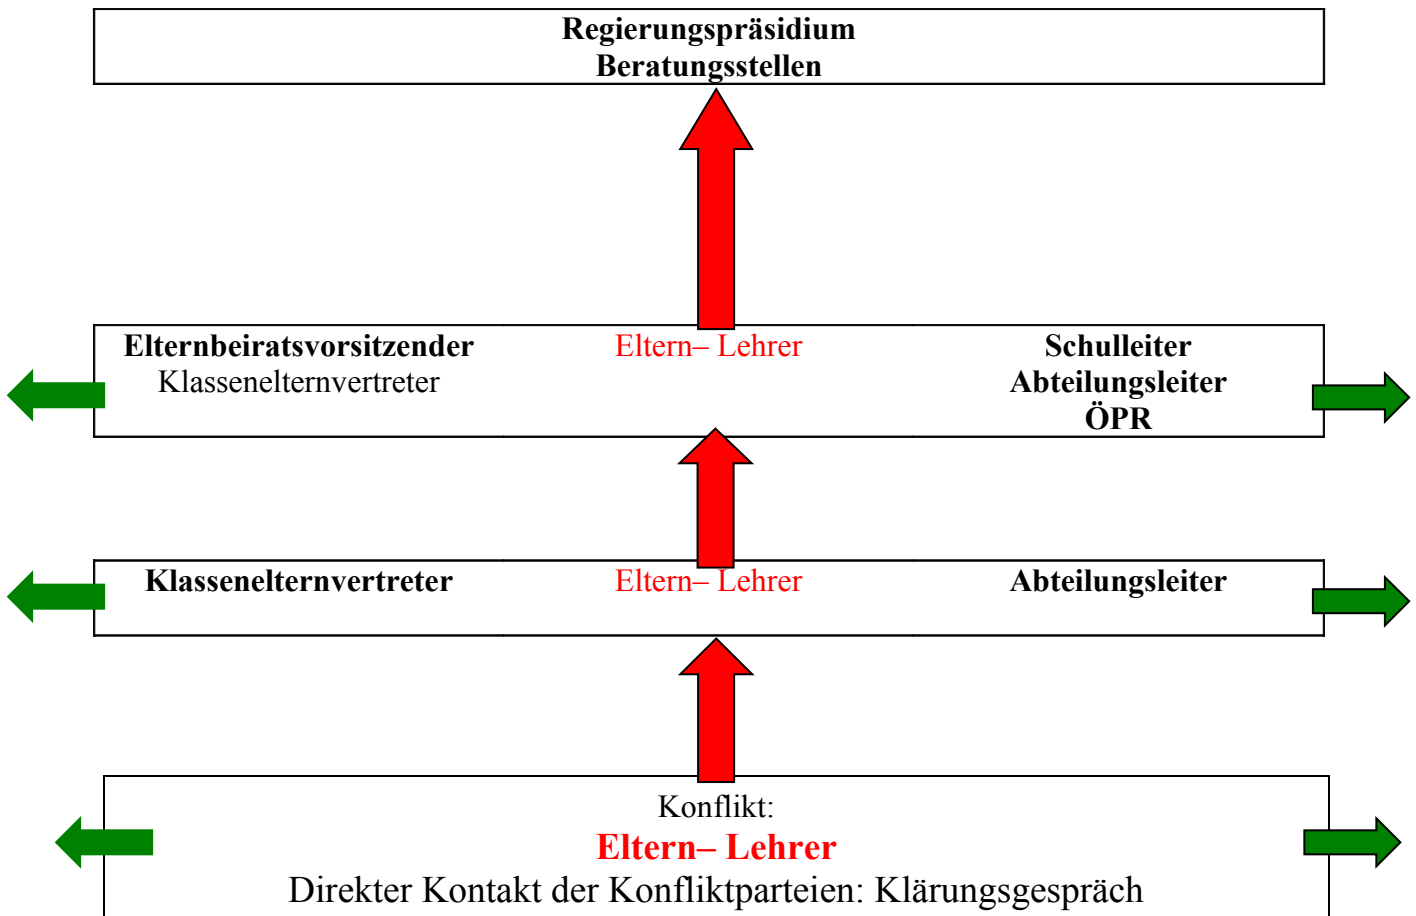 Regierungspräsidium
Beratungsstellen
Elternbeiratsvorsitzender
Klassenelternvertreter
Eltern– Lehrer
Schulleiter
Abteilungsleiter
ÖPR
Klassenelternvertreter
Eltern– Lehrer
Abteilungsleiter
Konflikt:
Eltern– Lehrer
Direkter Kontakt der Konfliktparteien: Klärungsgespräch